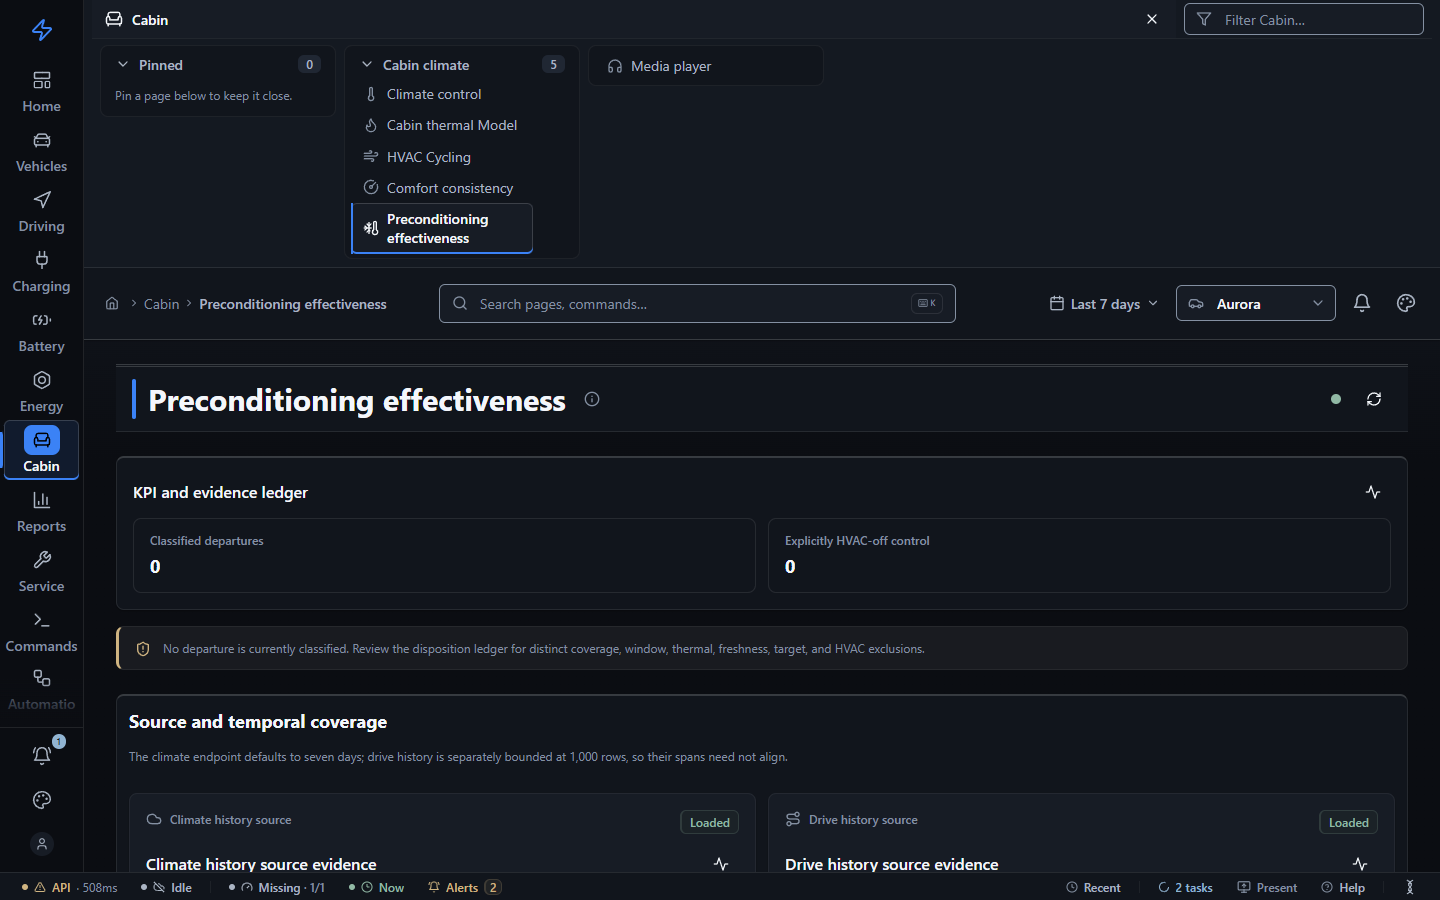 Home
Vehicles
Driving
Charging
Battery
Energy
Cabin
Reports
Service
Commands
Automatio
1
Cabin
Filter Cabin...
Pinned
0
Pin a page below to keep it close.
Cabin climate
5
Climate control
Cabin thermal Model
HVAC Cycling
Comfort consistency
Preconditioning
effectiveness
Media player
Cabin
Preconditioning effectiveness
Search pages, commands...
K
Last 7 days
Aurora
Preconditioning effectiveness
KPI and evidence ledger
Classified departures
0
Explicitly HVAC-off control
0
No departure is currently classified. Review the disposition ledger for distinct coverage, window, thermal, freshness, target, and HVAC exclusions.
Source and temporal coverage
The climate endpoint defaults to seven days; drive history is separately bounded at 1,000 rows, so their spans need not align.
Climate history source
Loaded
Climate history source evidence
Drive history source
Loaded
Drive history source evidence
API · 508ms
Idle
Missing · 1/1
Now
Alerts 2
Recent
2 tasks
Present
Help